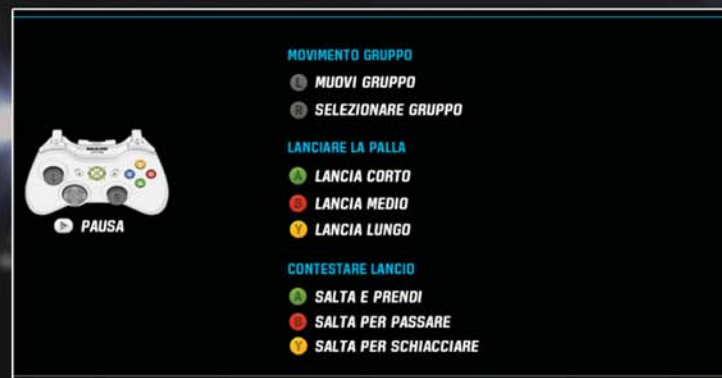 MOVIMENTO GRUPPO
L MUOVI GRUPPO
R SELEZIONARE GRUPPO
LANCIARE LA PALLA
A LANCIA CORTO
B LANCIA MEDIO
Y LANCIA LUNGO
PAUSA
CONTESTARE LANCIO
A SALTA E PRENDI
B SALTA PER PASSARE
Y SALTA PER SCHIACCIARE